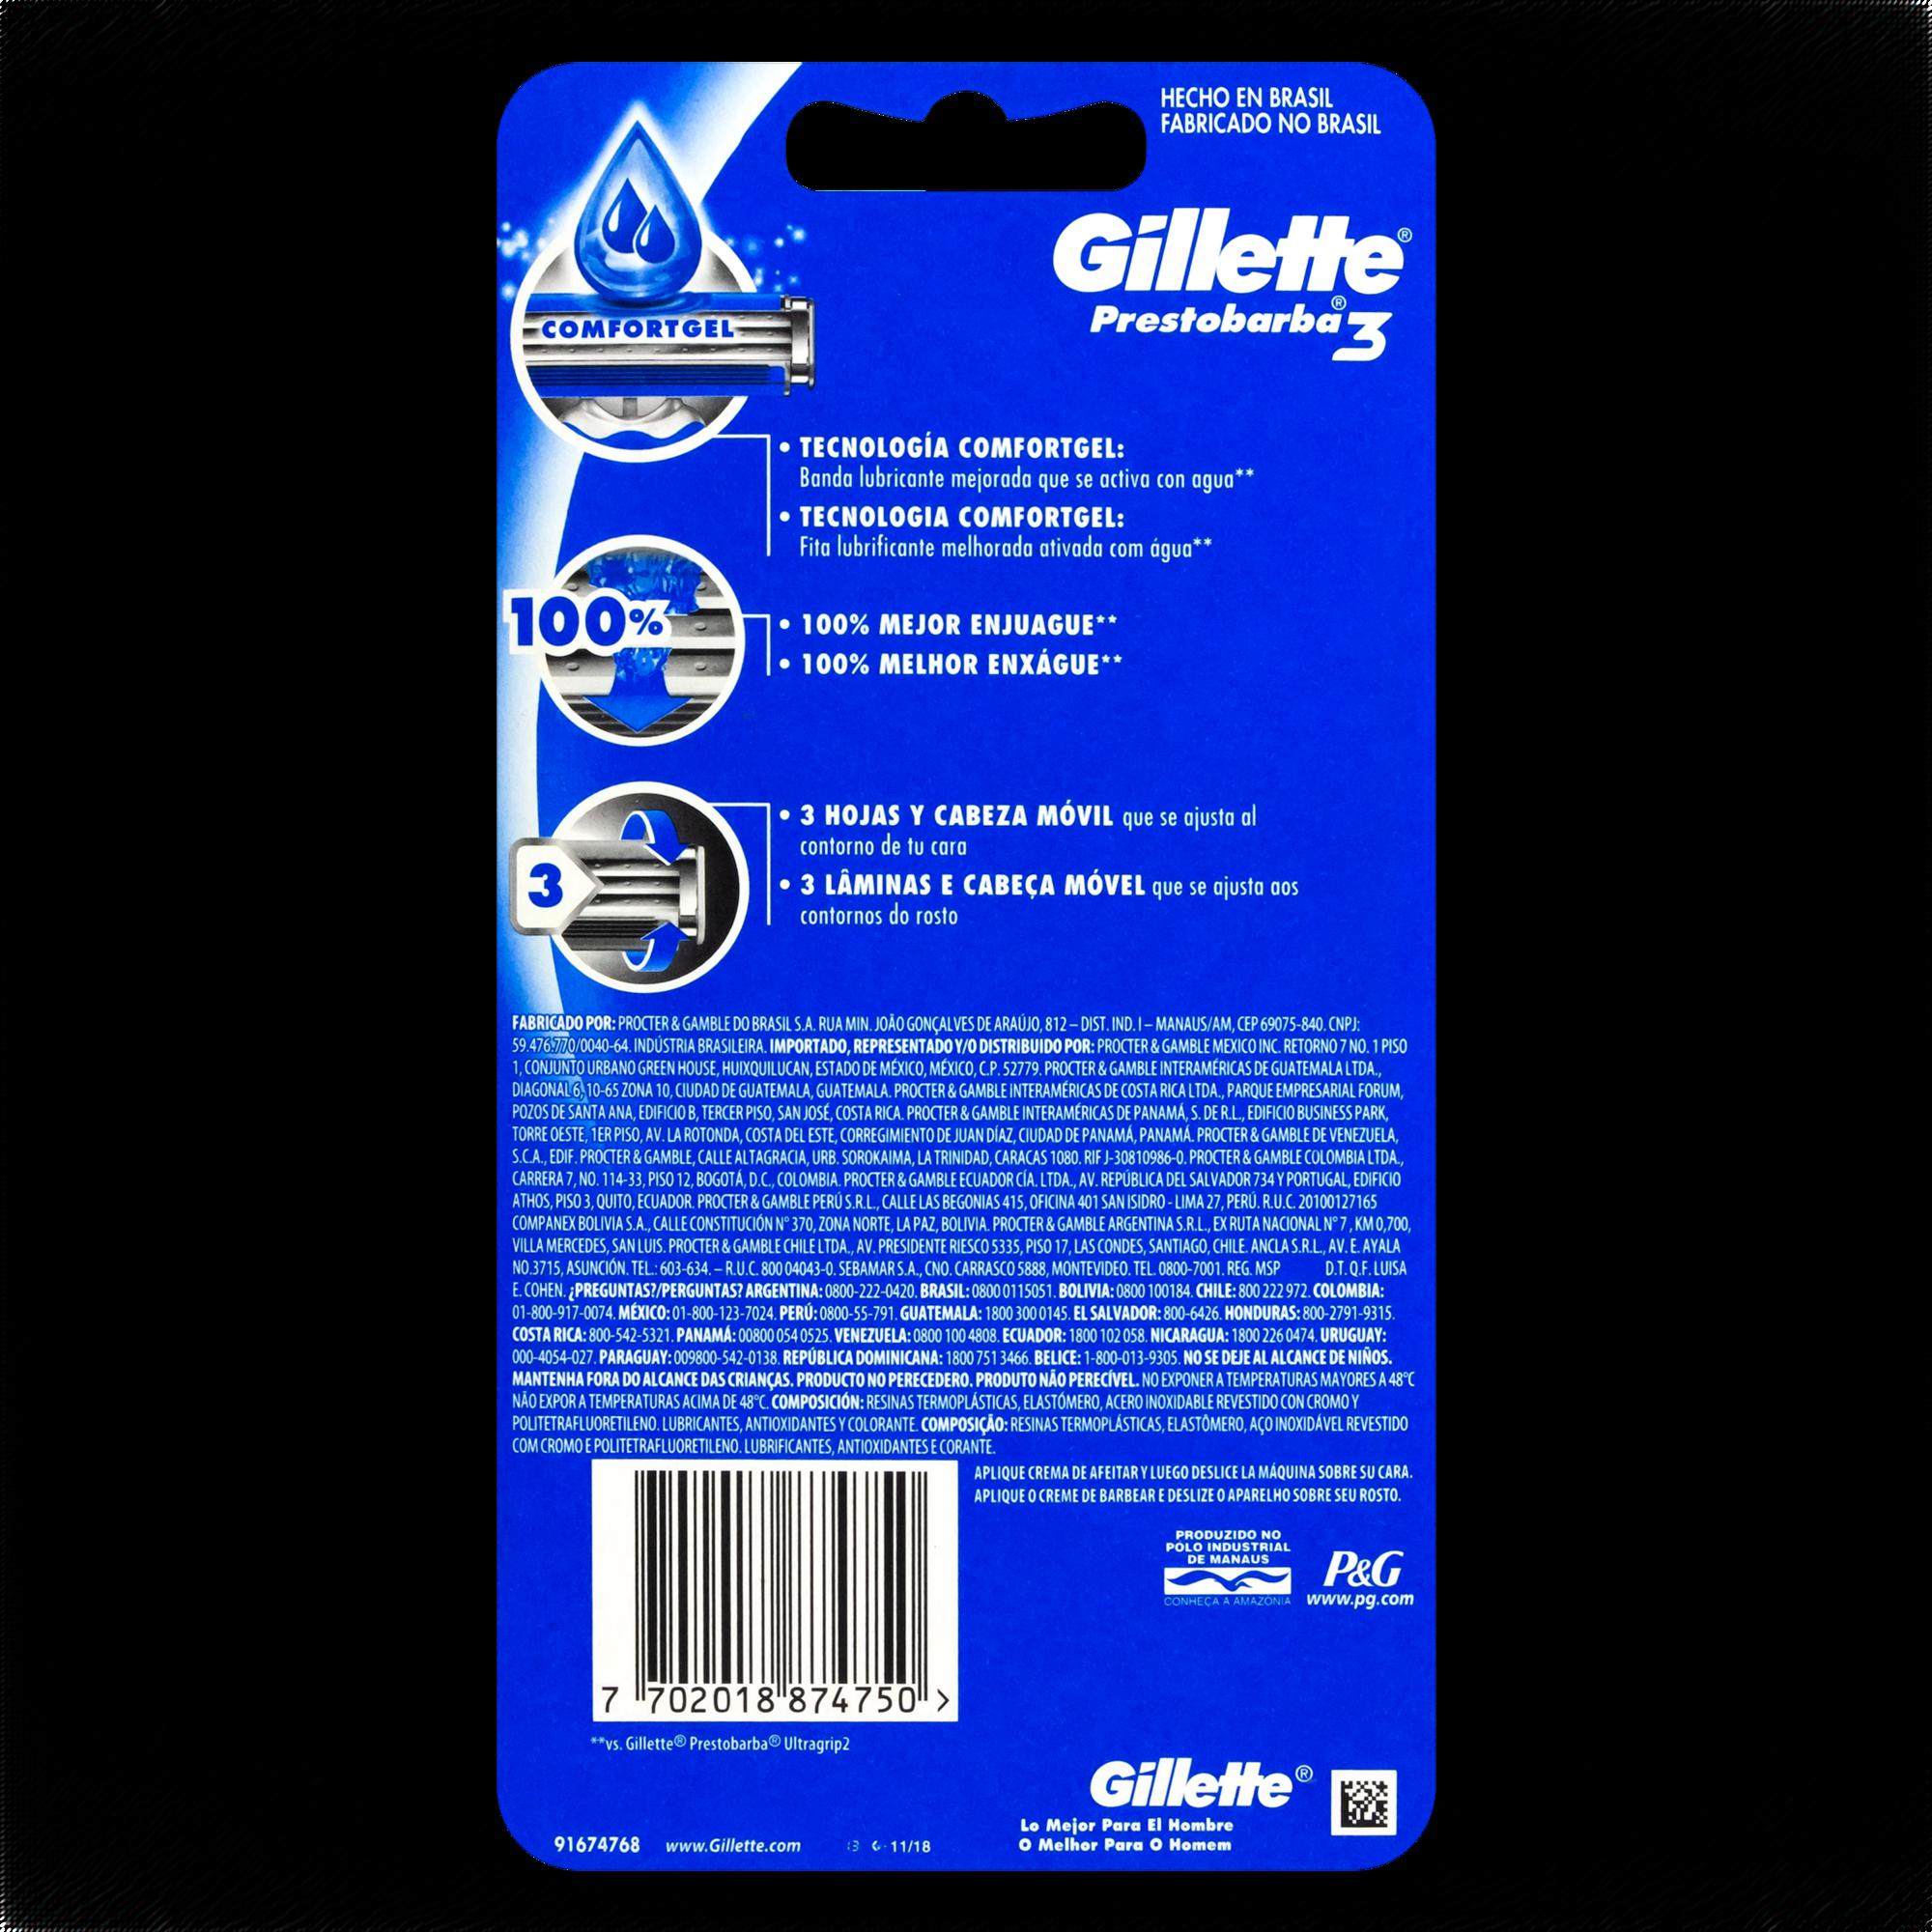 HECHO EN BRASIL
FABRICADO NO BRASIL
Gillette®
Prestobarba®3
COMFORTGEL
• TECNOLOGÍA COMFORTGEL:
Banda lubricante mejorada que se activa con agua**
• TECNOLOGIA COMFORTGEL:
Fita lubrificante melhorada ativada com água**
100%
• 100% MEJOR ENJUAGUE**
• 100% MELHOR ENXÁGUE**
3
• 3 HOJAS Y CABEZA MÓVIL que se ajusta al
contorno de tu cara
• 3 LÂMINAS E CABEÇA MÓVEL que se ajusta aos
contornos do rosto
FABRICADO POR: PROCTER & GAMBLE DO BRASIL S.A. RUA MIN. JOÃO GONÇALVES DE ARAÚJO, 812 – DIST. IND. I – MANAUS/AM, CEP 69075-840. CNPJ:
59.476.770/0040-64. INDÚSTRIA BRASILEIRA. IMPORTADO, REPRESENTADO Y/O DISTRIBUIDO POR: PROCTER & GAMBLE MEXICO INC. RETORNO 7 NO. 1 PISO
1, CONJUNTO URBANO GREEN HOUSE, HUIXQUILUCAN, ESTADO DE MÉXICO, MÉXICO, C.P. 52779. PROCTER & GAMBLE INTERAMÉRICAS DE GUATEMALA LTDA.,
DIAGONAL 6, 10-65 ZONA 10, CIUDAD DE GUATEMALA, GUATEMALA. PROCTER & GAMBLE INTERAMÉRICAS DE COSTA RICA LTDA., PARQUE EMPRESARIAL FORUM,
POZOS DE SANTA ANA, EDIFICIO B, TERCER PISO, SAN JOSÉ, COSTA RICA. PROCTER & GAMBLE INTERAMÉRICAS DE PANAMÁ, S. DE R.L., EDIFICIO BUSINESS PARK,
TORRE OESTE, 1ER PISO, AV. LA ROTONDA, COSTA DEL ESTE, CORREGIMIENTO DE JUAN DÍAZ, CIUDAD DE PANAMÁ, PANAMÁ. PROCTER & GAMBLE DE VENEZUELA,
S.C.A., EDIF. PROCTER & GAMBLE, CALLE ALTAGRACIA, URB. SOROKAIMA, LA TRINIDAD, CARACAS 1080. RIF J-30810986-0. PROCTER & GAMBLE COLOMBIA LTDA.,
CARRERA 7, NO. 114-33, PISO 12, BOGOTÁ, D.C., COLOMBIA. PROCTER & GAMBLE ECUADOR CÍA. LTDA., AV. REPÚBLICA DEL SALVADOR 734 Y PORTUGAL, EDIFICIO
ATHOS, PISO 3, QUITO, ECUADOR. PROCTER & GAMBLE PERÚ S.R.L., CALLE LAS BEGONIAS 415, OFICINA 401 SAN ISIDRO - LIMA 27, PERÚ. R.U.C. 20100127165
COMPANEX BOLIVIA S.A., CALLE CONSTITUCIÓN N° 370, ZONA NORTE, LA PAZ, BOLIVIA. PROCTER & GAMBLE ARGENTINA S.R.L., EX RUTA NACIONAL N° 7 , KM 0,700,
VILLA MERCEDES, SAN LUIS. PROCTER & GAMBLE CHILE LTDA., AV. PRESIDENTE RIESCO 5335, PISO 17, LAS CONDES, SANTIAGO, CHILE. ANCLA S.R.L., AV. E. AYALA
NO.3715, ASUNCIÓN. TEL.: 603-634. – R.U.C. 800 04043-0. SEBAMAR S.A., CNO. CARRASCO 5888, MONTEVIDEO. TEL. 0800-7001. REG. MSP D.T. Q.F. LUISA
E. COHEN. ¿PREGUNTAS?/PERGUNTAS? ARGENTINA: 0800-222-0420. BRASIL: 0800 0115051. BOLIVIA: 0800 100184. CHILE: 800 222 972. COLOMBIA:
01-800-917-0074. MÉXICO: 01-800-123-7024. PERÚ: 0800-55-791. GUATEMALA: 1800 300 0145. EL SALVADOR: 800-6426. HONDURAS: 800-2791-9315.
COSTA RICA: 800-542-5321. PANAMÁ: 00800 054 0525. VENEZUELA: 0800 100 4808. ECUADOR: 1800 102 058. NICARAGUA: 1800 226 0474. URUGUAY:
000-4054-027. PARAGUAY: 009800-542-0138. REPÚBLICA DOMINICANA: 1800 751 3466. BELICE: 1-800-013-9305. NO SE DEJE AL ALCANCE DE NIÑOS.
MANTENHA FORA DO ALCANCE DAS CRIANÇAS. PRODUCTO NO PERECEDERO. PRODUTO NÃO PERECÍVEL. NO EXPONER A TEMPERATURAS MAYORES A 48°C
NÃO EXPOR A TEMPERATURAS ACIMA DE 48°C. COMPOSICIÓN: RESINAS TERMOPLÁSTICAS, ELASTÓMERO, ACERO INOXIDABLE REVESTIDO CON CROMO Y
POLITETRAFLUORETILENO. LUBRICANTES, ANTIOXIDANTES Y COLORANTE. COMPOSIÇÃO: RESINAS TERMOPLÁSTICAS, ELASTÔMERO, AÇO INOXIDÁVEL REVESTIDO
COM CROMO E POLITETRAFLUORETILENO. LUBRIFICANTES, ANTIOXIDANTES E CORANTE.
APLIQUE CREMA DE AFEITAR Y LUEGO DESLICE LA MÁQUINA SOBRE SU CARA.
APLIQUE O CREME DE BARBEAR E DESLIZE O APARELHO SOBRE SEU ROSTO.
PRODUZIDO NO
PÓLO INDUSTRIAL
DE MANAUS
CONHEÇA A AMAZÔNIA
P&G
www.pg.com
7 702018 874750 >
**vs. Gillette® Prestobarba® Ultragrip2
Gillette®
Lo Mejor Para El Hombre
O Melhor Para O Homem
91674768 www.Gillette.com 11/18